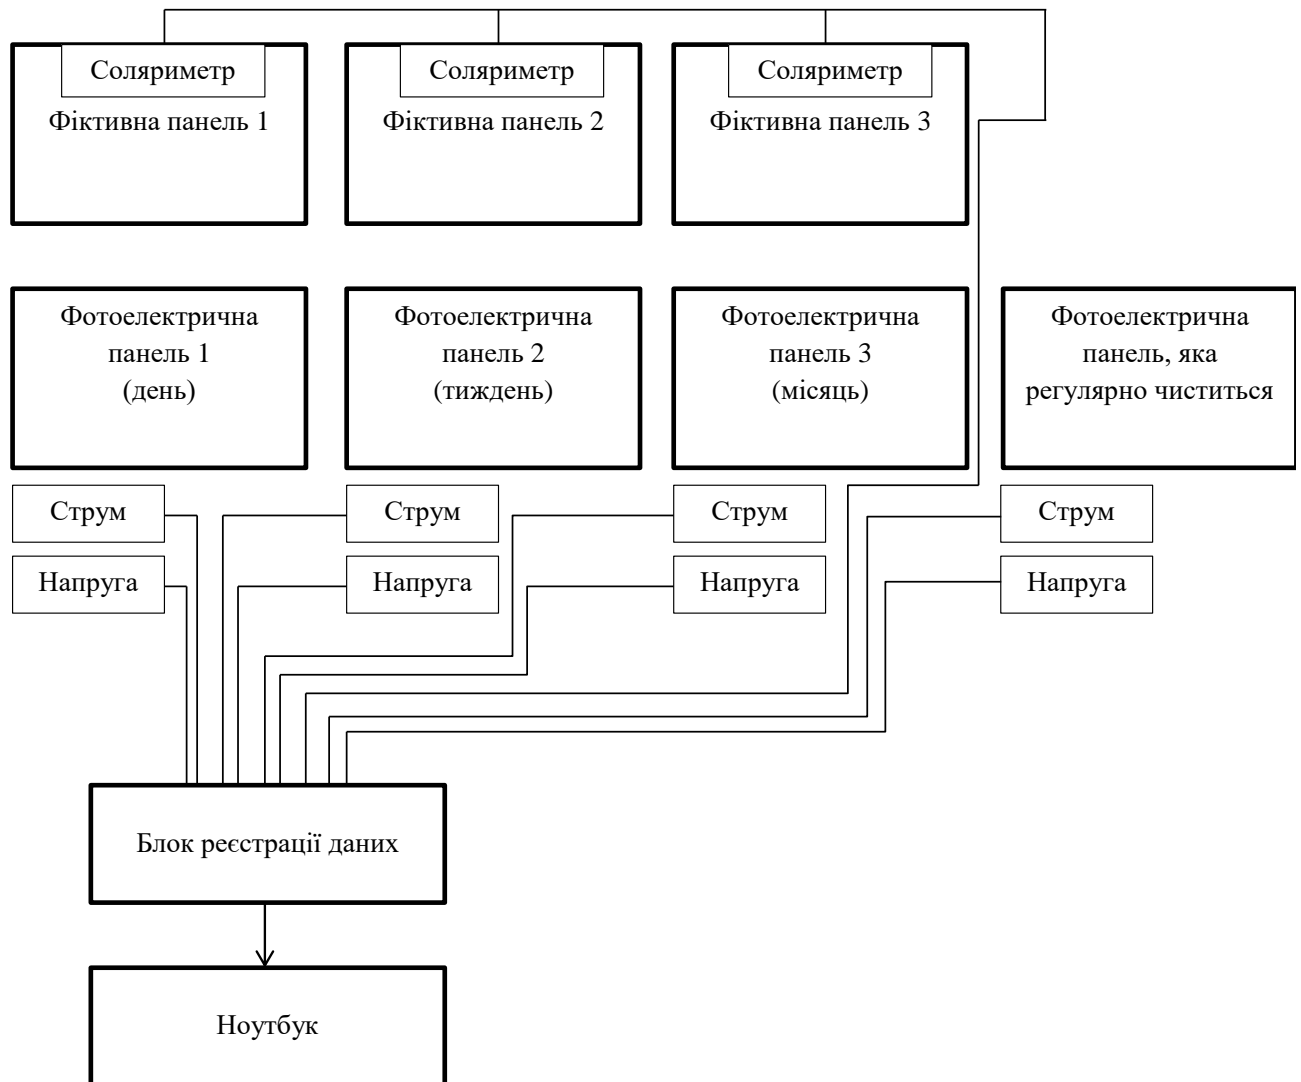 Соляриметр
Фіктивна панель 1
Соляриметр
Фіктивна панель 2
Соляриметр
Фіктивна панель 3
Фотоелектрична
панель 1
(день)
Фотоелектрична
панель 2
(тиждень)
Фотоелектрична
панель 3
(місяць)
Фотоелектрична
панель, яка
регулярно чиститься
Струм
Струм
Струм
Струм
Напруга
Напруга
Напруга
Напруга
Блок реєстрації даних
Ноутбук